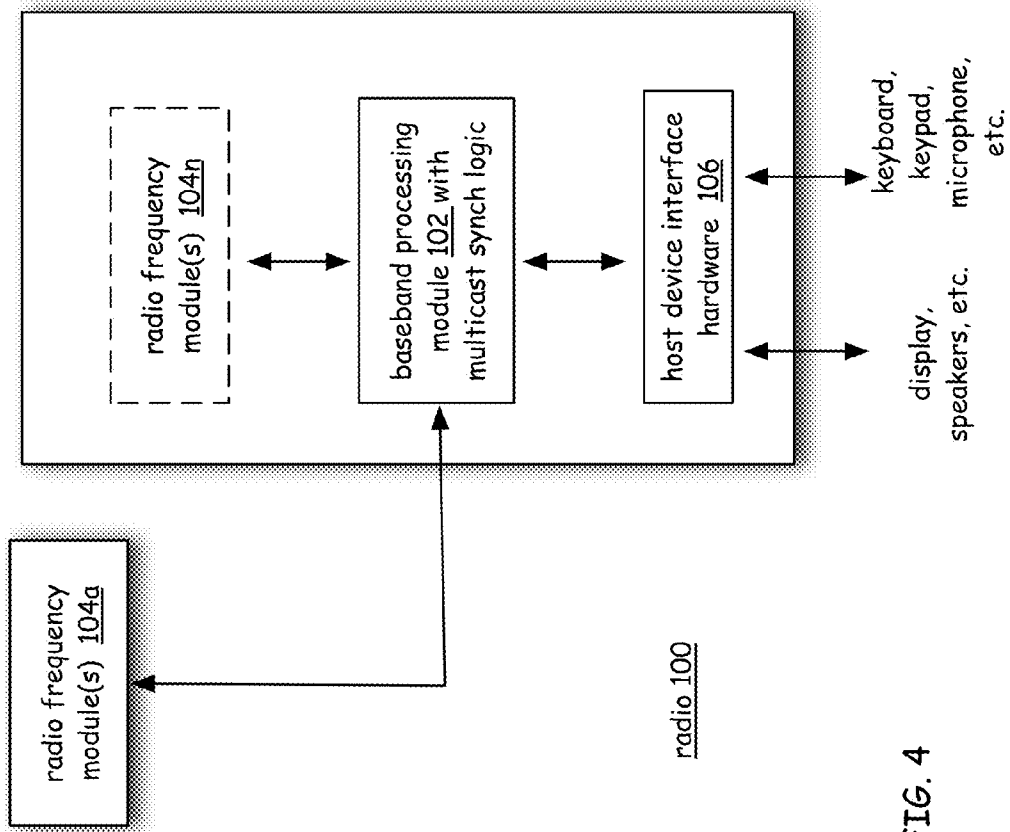 radio frequency
module(s) 104a
radio frequency
module(s) 104n
baseband processing
module 102 with
multicast synch logic
host device interface
hardware 106
display,
speakers, etc.
keyboard,
keypad,
microphone,
etc.
radio 100
FIG. 4